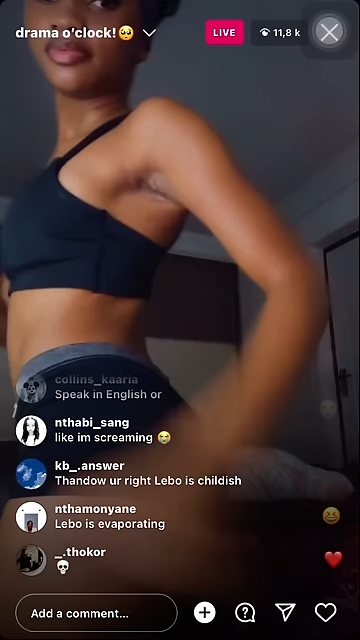 drama o'clock!🥺
LIVE
11,8 k
collins_kaaria
Speak in English or
nthabi_sang
like im screaming 😭
kb_.answer
Thandow ur right Lebo is childish
nthamonyane
Lebo is evaporating
_.thokor
💀
Add a comment...